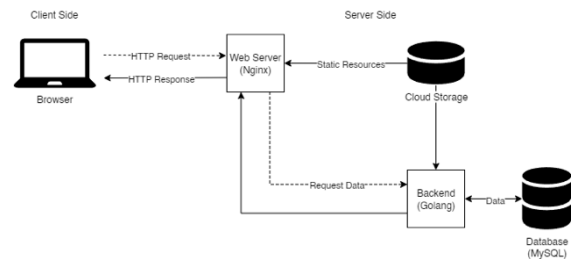 Client Side
Server Side
HTTP Request
Web Server
(Nginx)
Static Resources
HTTP Response
Browser
Cloud Storage
Request Data
Backend
(Golang)
Data
Database
(MySQL)